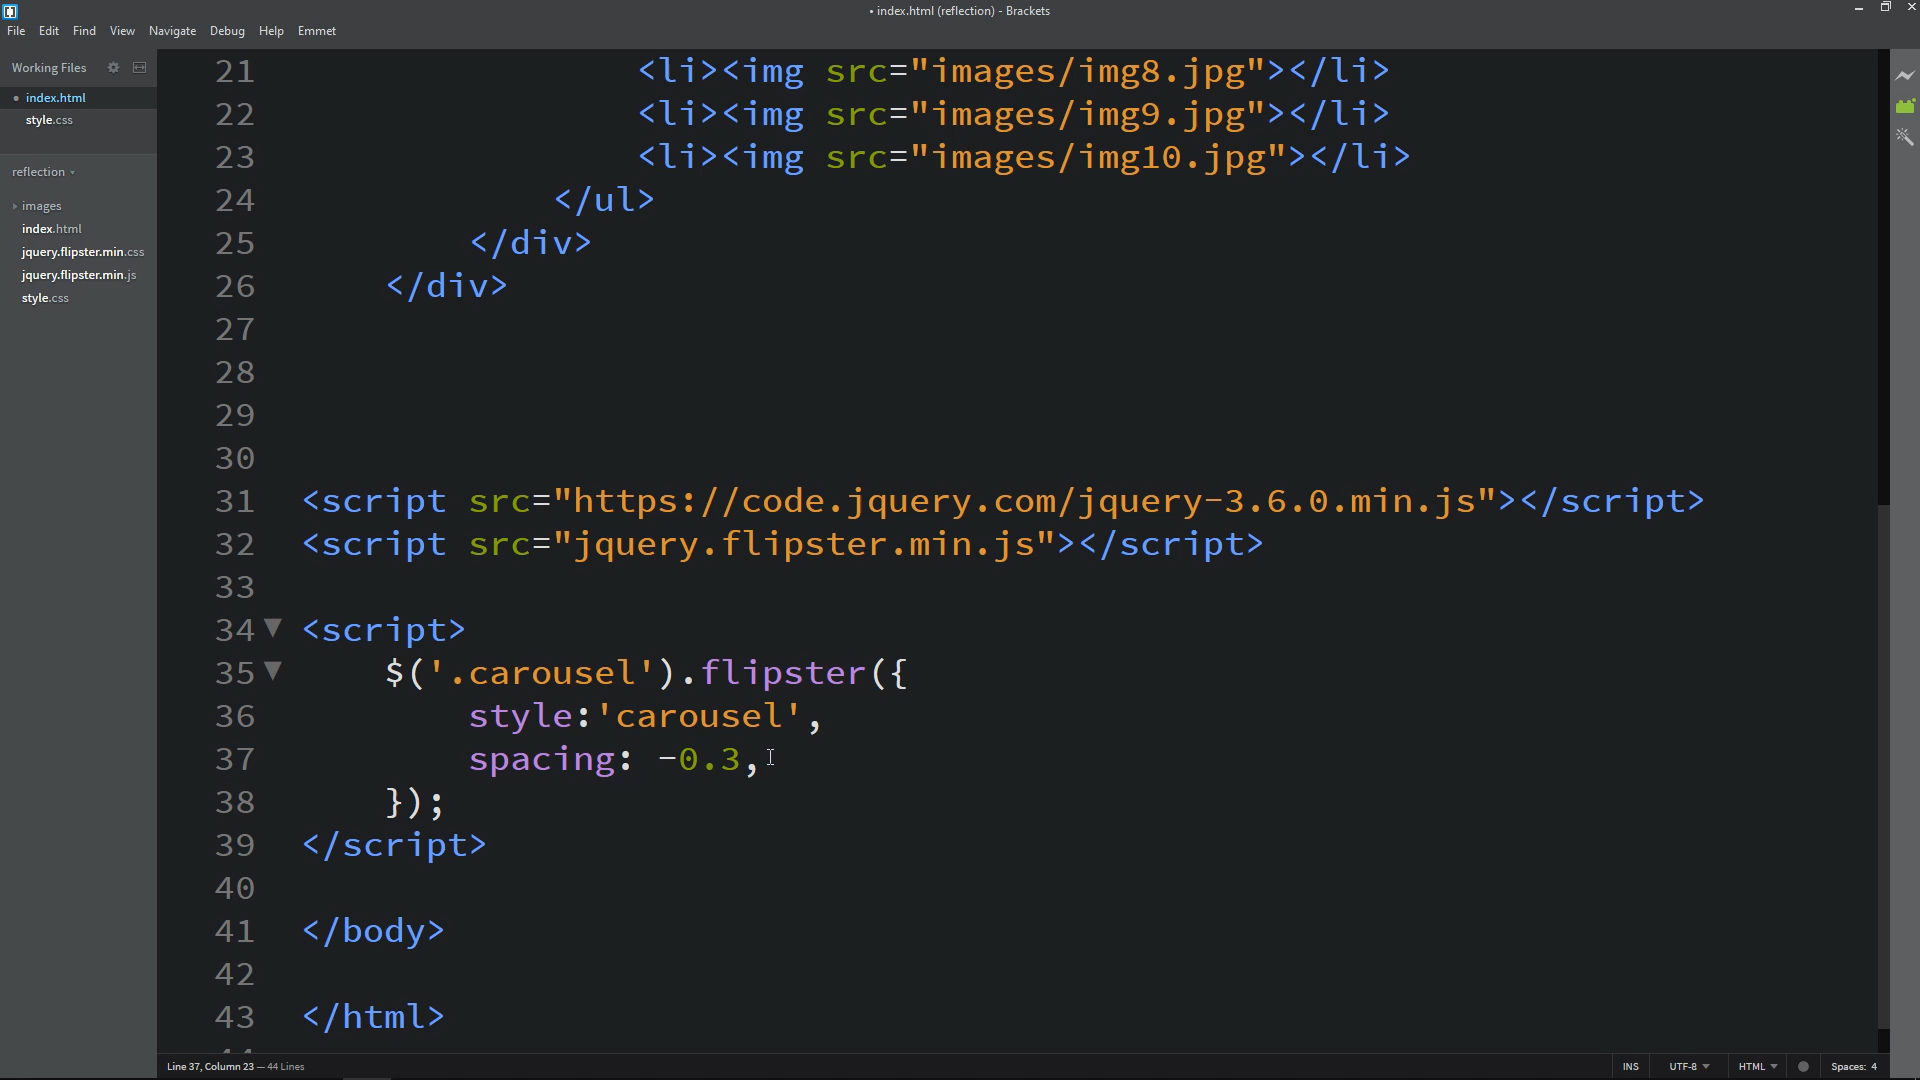 • index.html (reflection) - Brackets
File Edit Find View Navigate Debug Help Emmet
Working Files
• index.html
style.css
reflection
images
index.html
jquery.flipster.min.css
jquery.flipster.min.js
style.css
21 <li><img src="images/img8.jpg"></li>
22 <li><img src="images/img9.jpg"></li>
23 <li><img src="images/img10.jpg"></li>
24 </ul>
25 </div>
26 </div>
27
28
29
30
31 <script src="https://code.jquery.com/jquery-3.6.0.min.js"></script>
32 <script src="jquery.flipster.min.js"></script>
33
34 <script>
35 $('.carousel').flipster({
36 style:'carousel',
37 spacing: -0.3,
38 });
39 </script>
40
41 </body>
42
43 </html>
Line 37, Column 23 — 44 Lines
INS UTF-8 HTML Spaces: 4